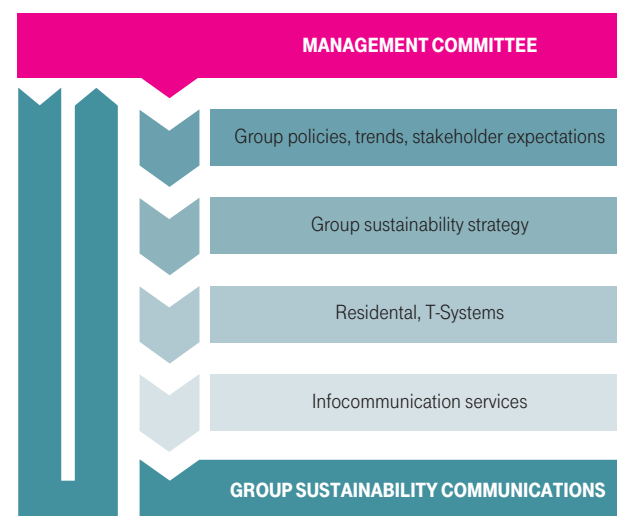 MANAGEMENT COMMITTEE
Group policies, trends, stakeholder expectations
Group sustainability strategy
Residental, T-Systems
Infocommunication services
GROUP SUSTAINABILITY COMMUNICATIONS